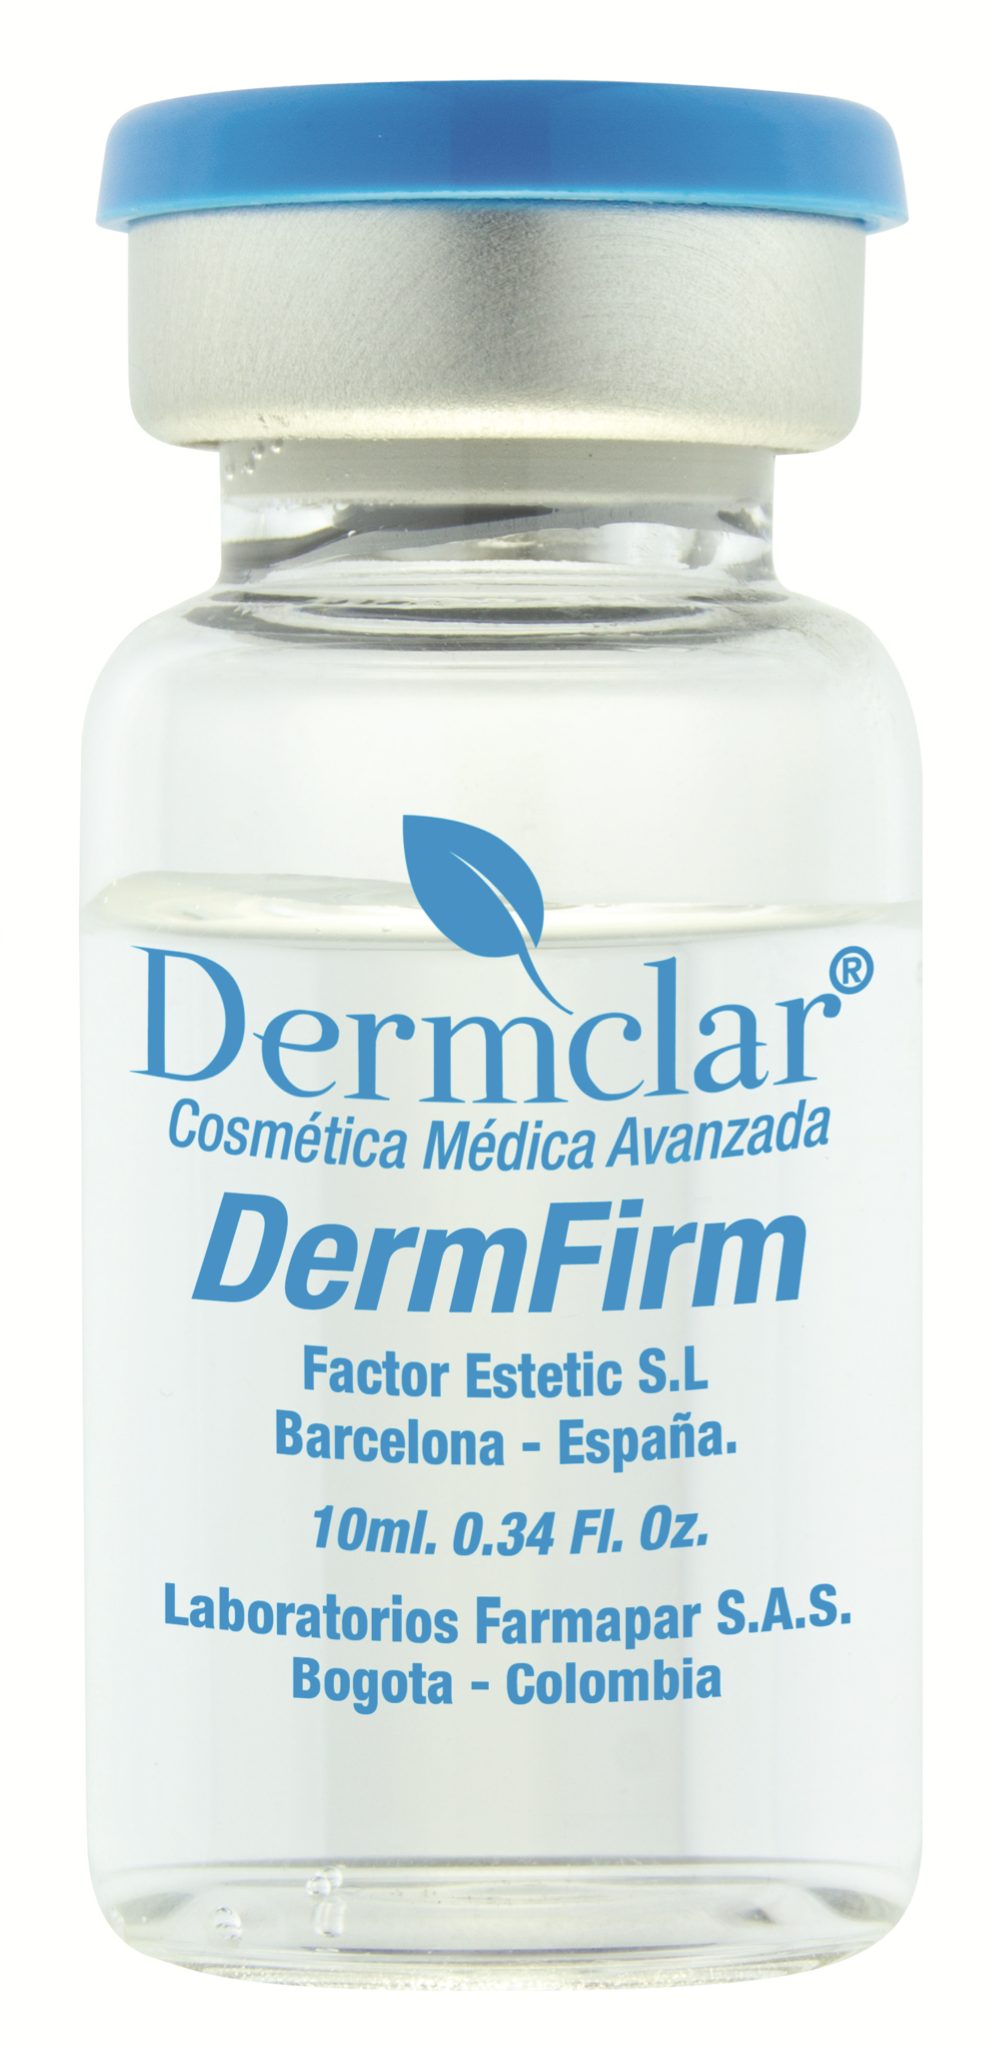 Dermclar®
Cosmética Médica Avanzada
DermFirm
Factor Estetic S.L
Barcelona - España.
10ml. 0.34 Fl. Oz.
Laboratorios Farmapar S.A.S.
Bogota - Colombia